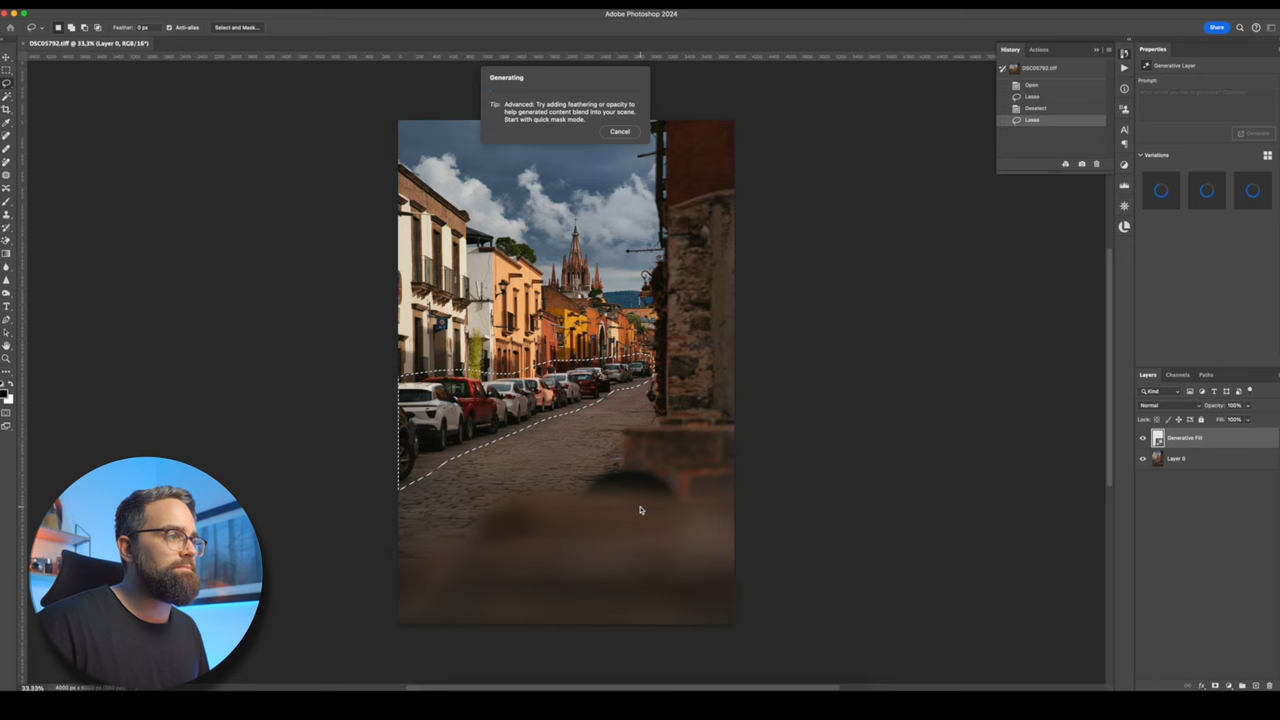 Adobe Photoshop 2024
Feather: 0 px
Anti-alias
Select and Mask...
Share
DSC05792.tiff @ 33,3% (Layer 0, RGB/16*)
Generating
Tip: Advanced: Try adding feathering or opacity to
help generated content blend into your scene.
Start with quick mask mode.
Cancel
History
Actions
DSC05792.tiff
Open
Lasso
Deselect
Lasso
Properties
Generative Layer
Prompt:
Generate
Variations
Layers
Channels
Paths
Kind
Normal
Opacity: 100%
Lock:
Fill: 100%
Generative Fill
Layer 0
33,33%